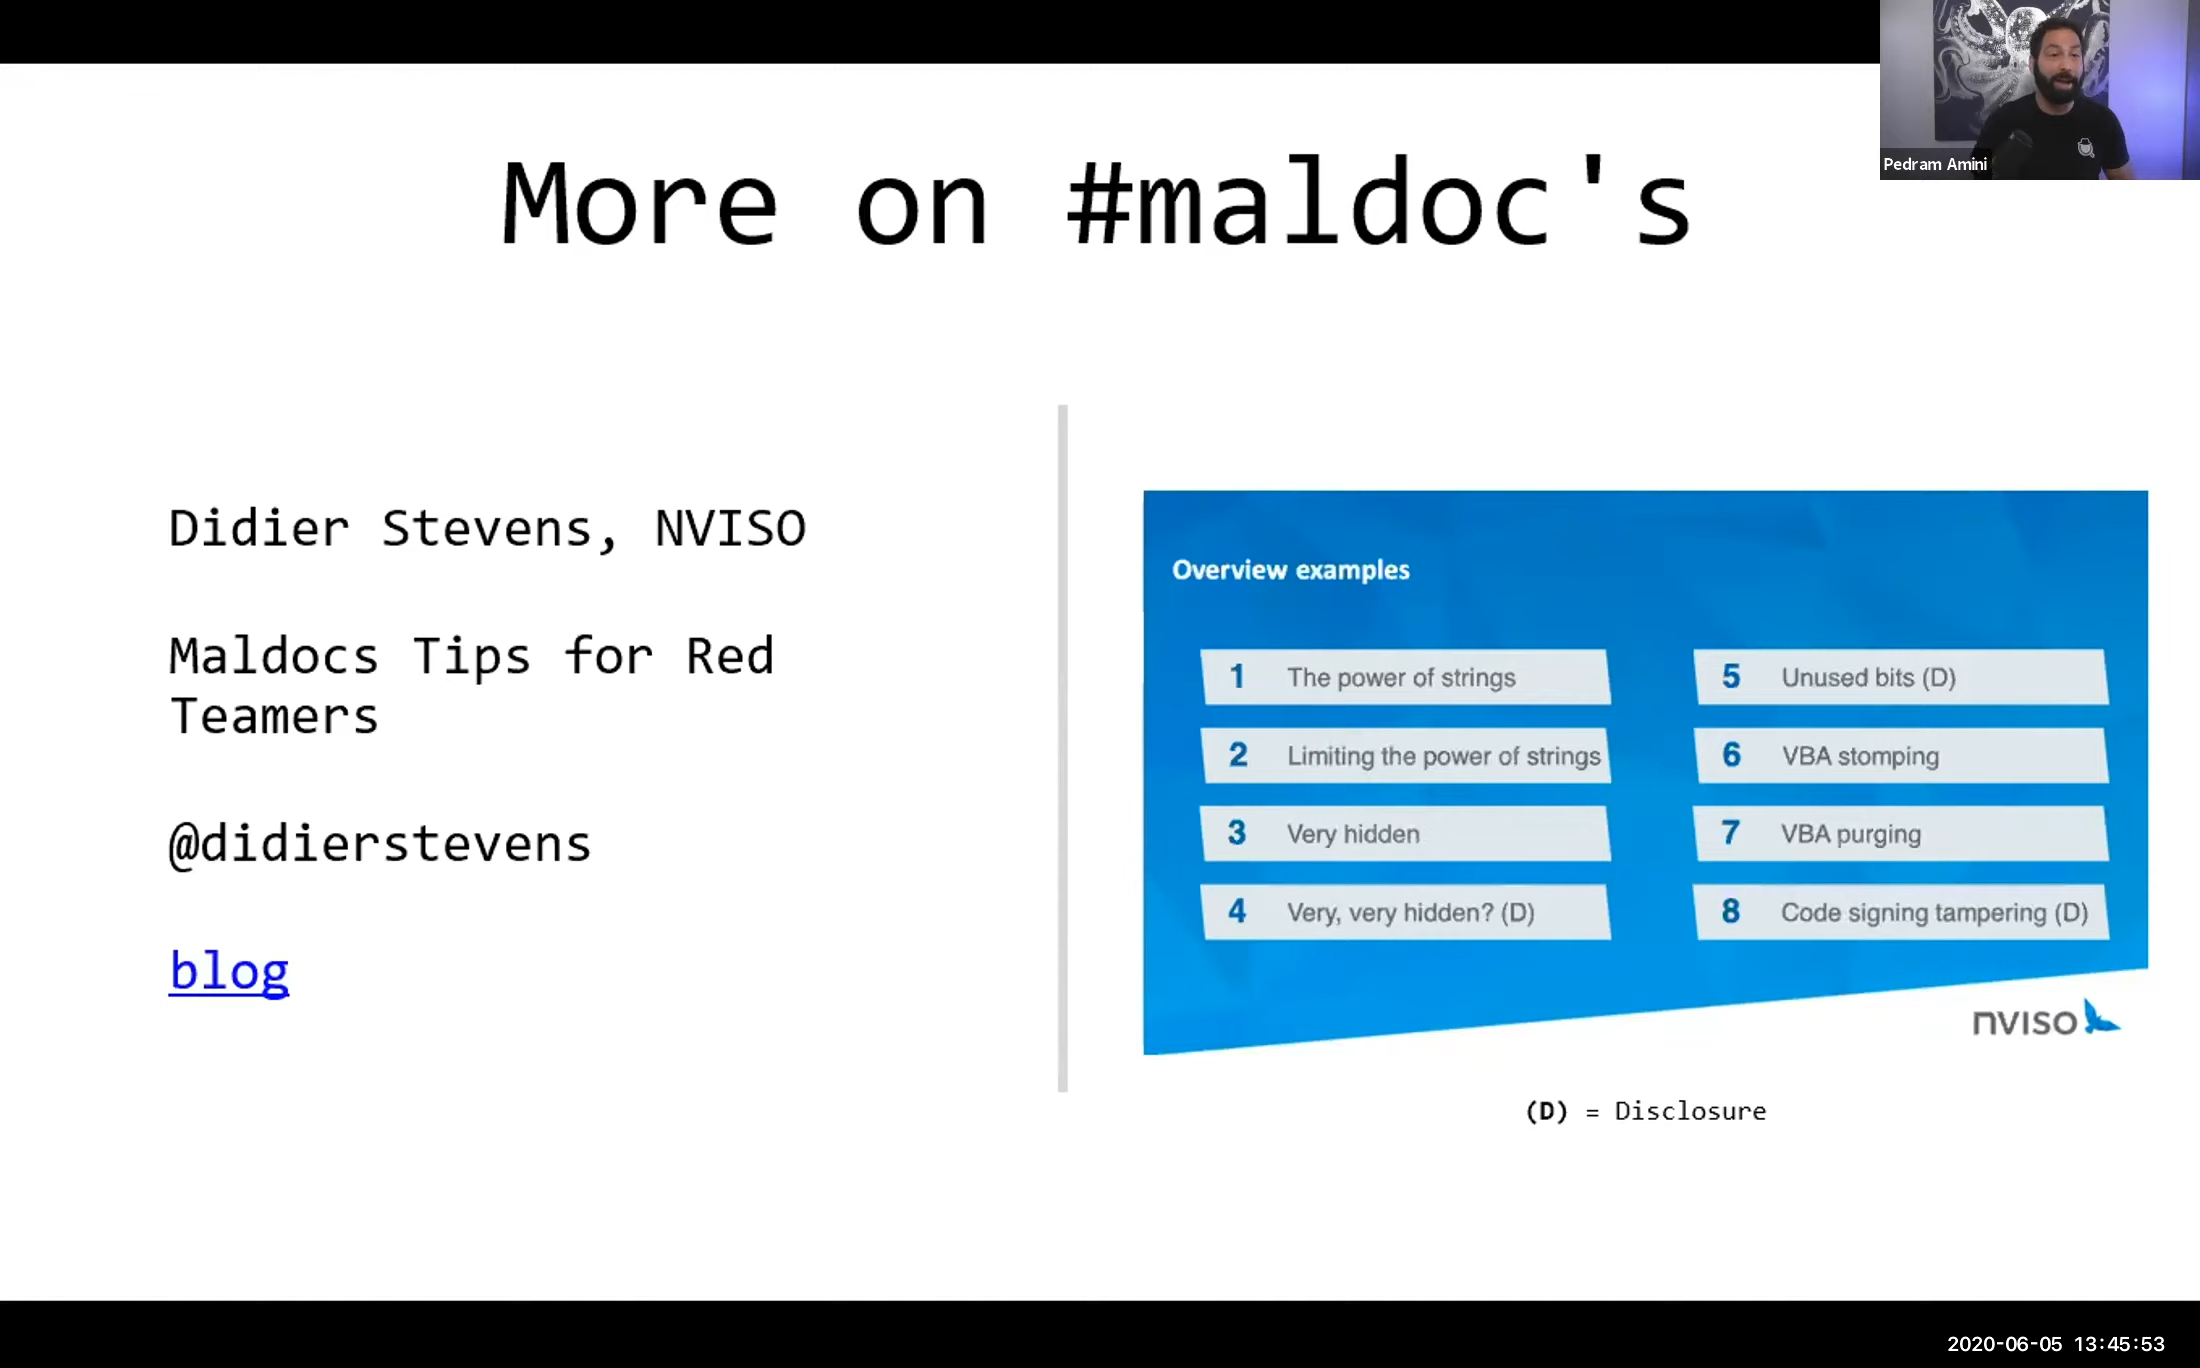 Pedram Amini
More on #maldoc's
Didier Stevens, NVISO
Maldocs Tips for Red
Teamers
@didierstevens
blog
Overview examples
1 The power of strings
2 Limiting the power of strings
3 Very hidden
4 Very, very hidden? (D)
5 Unused bits (D)
6 VBA stomping
7 VBA purging
8 Code signing tampering (D)
nviso
(D) = Disclosure
2020-06-05 13:45:53